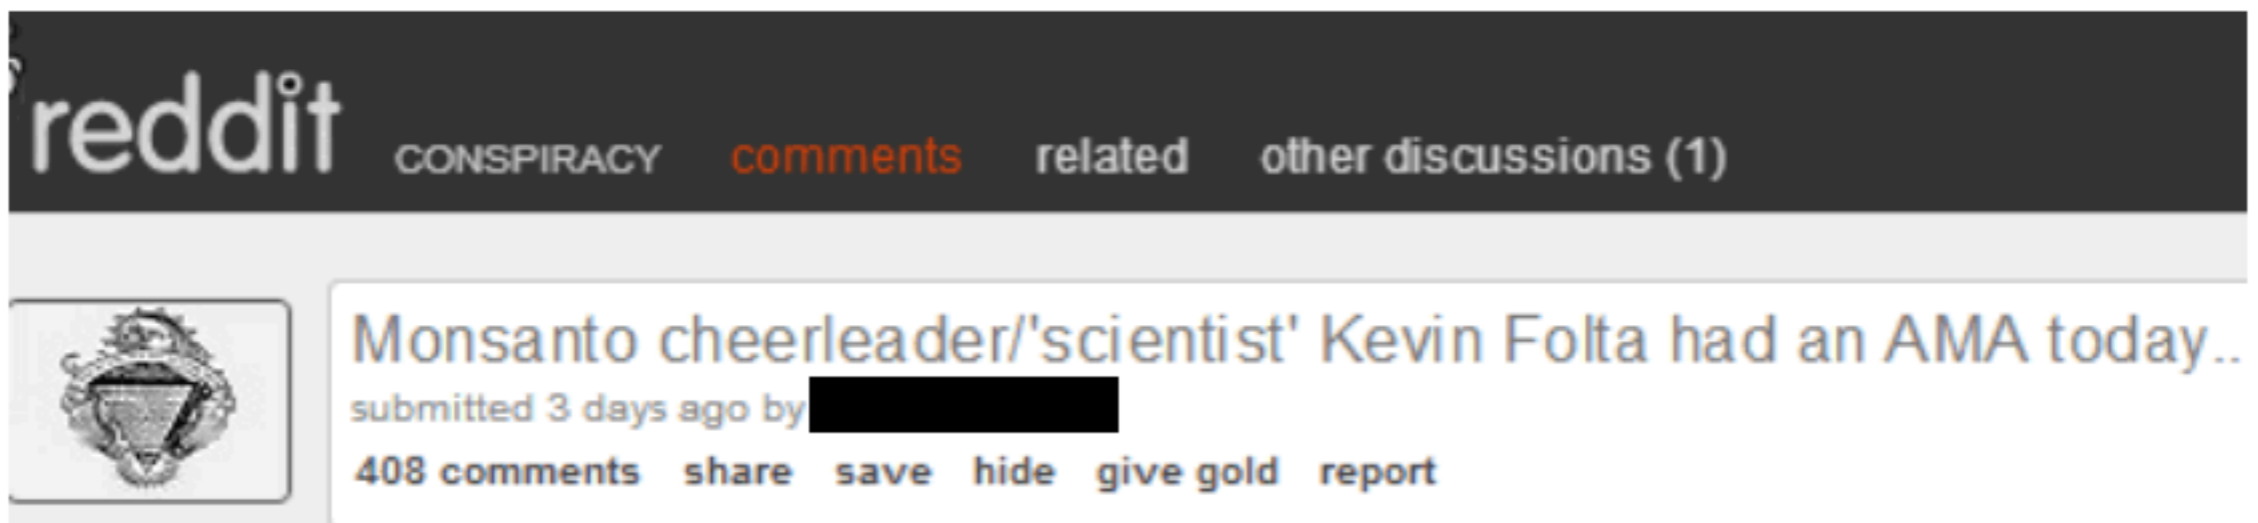 reddit CONSPIRACY comments related other discussions (1)
Monsanto cheerleader/'scientist' Kevin Folta had an AMA today..
submitted 3 days ago by
408 comments share save hide give gold report